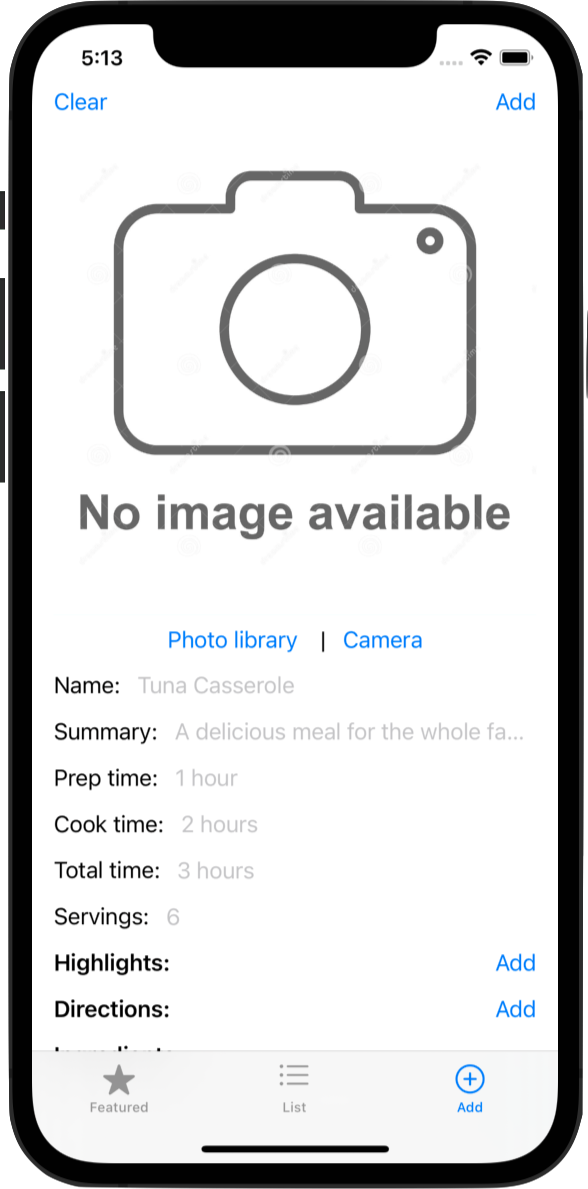 5:13
Clear Add
No image available
Photo library | Camera
Name: Tuna Casserole
Summary: A delicious meal for the whole fa...
Prep time: 1 hour
Cook time: 2 hours
Total time: 3 hours
Servings: 6
Highlights: Add
Directions: Add
Featured List Add